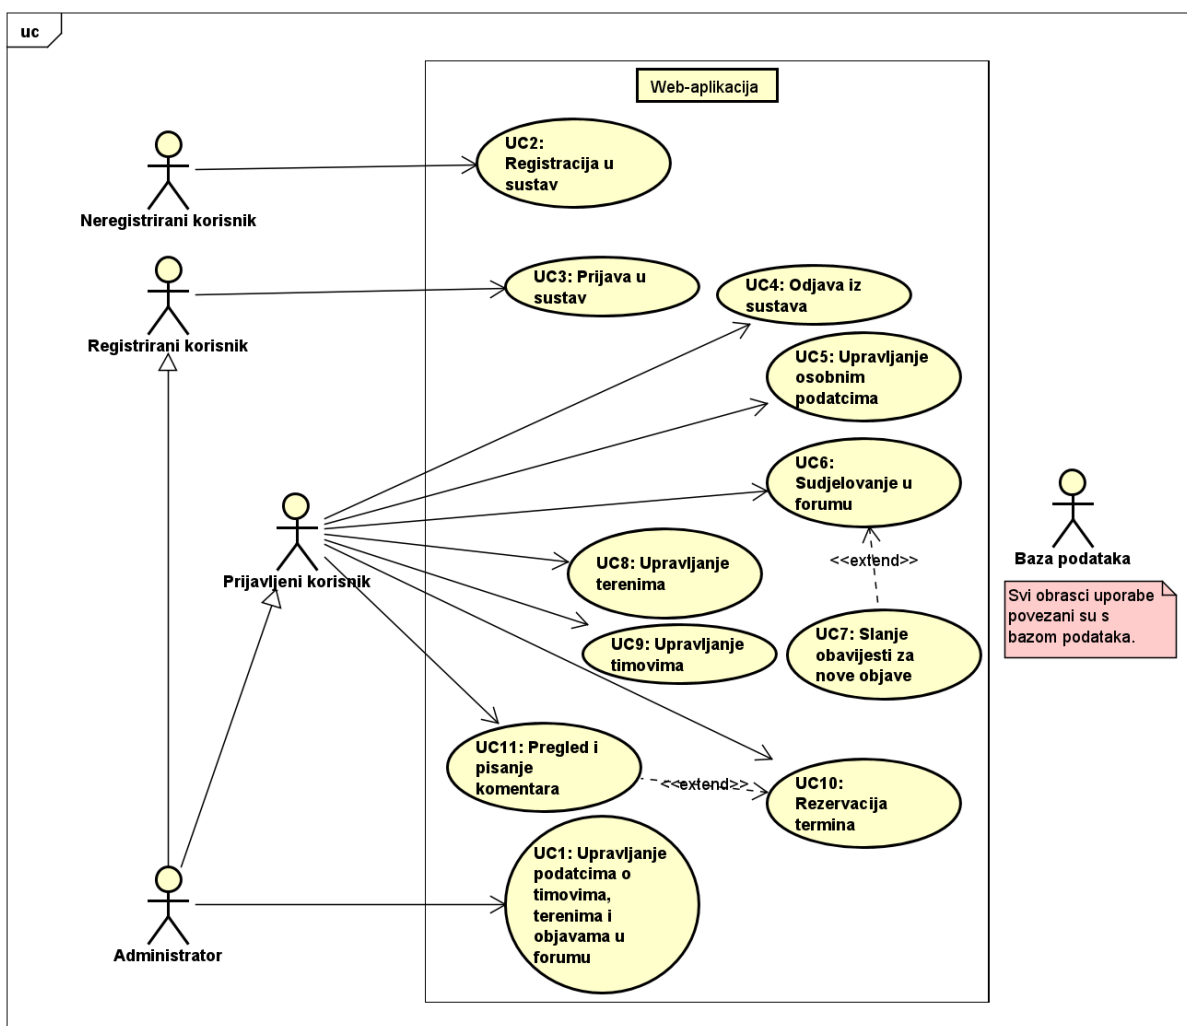 uc
Web-aplikacija
UC2:
Registracija u
sustav
Neregistrirani korisnik
UC3: Prijava u
sustav
UC4: Odjava iz
sustava
Registrirani korisnik
UC5: Upravljanje
osobnim
podatcima
UC6:
Sudjelovanje u
forumu
<<extend>>
Baza podataka
UC8: Upravljanje
terenima
Prijavljeni korisnik
Svi obrasci uporabe
povezani su s
bazom podataka.
UC7: Slanje
obavijesti za
nove objave
UC9: Upravljanje
timovima
UC11: Pregled i
pisanje
komentara
<<extend>>
UC10:
Rezervacija
termina
UC1: Upravljanje
podatcima o
timovima,
terenima i
objavama u
forumu
Administrator